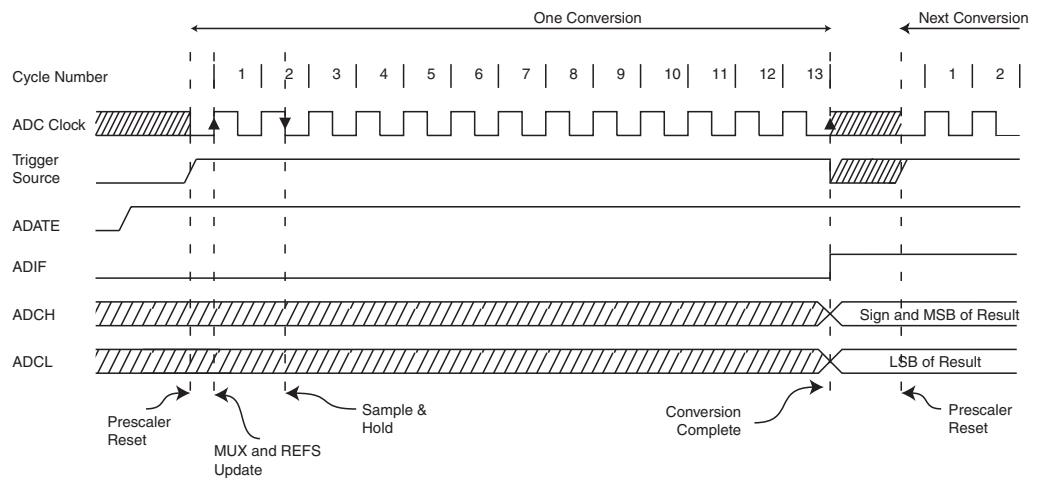 One Conversion
Next Conversion
Cycle Number
1 2 3 4 5 6 7 8 9 10 11 12 13 1 2
ADC Clock
Trigger
Source
ADATE
ADIF
ADCH
Sign and MSB of Result
ADCL
LSB of Result
Prescaler
Reset
MUX and REFS
Update
Sample &
Hold
Conversion
Complete
Prescaler
Reset